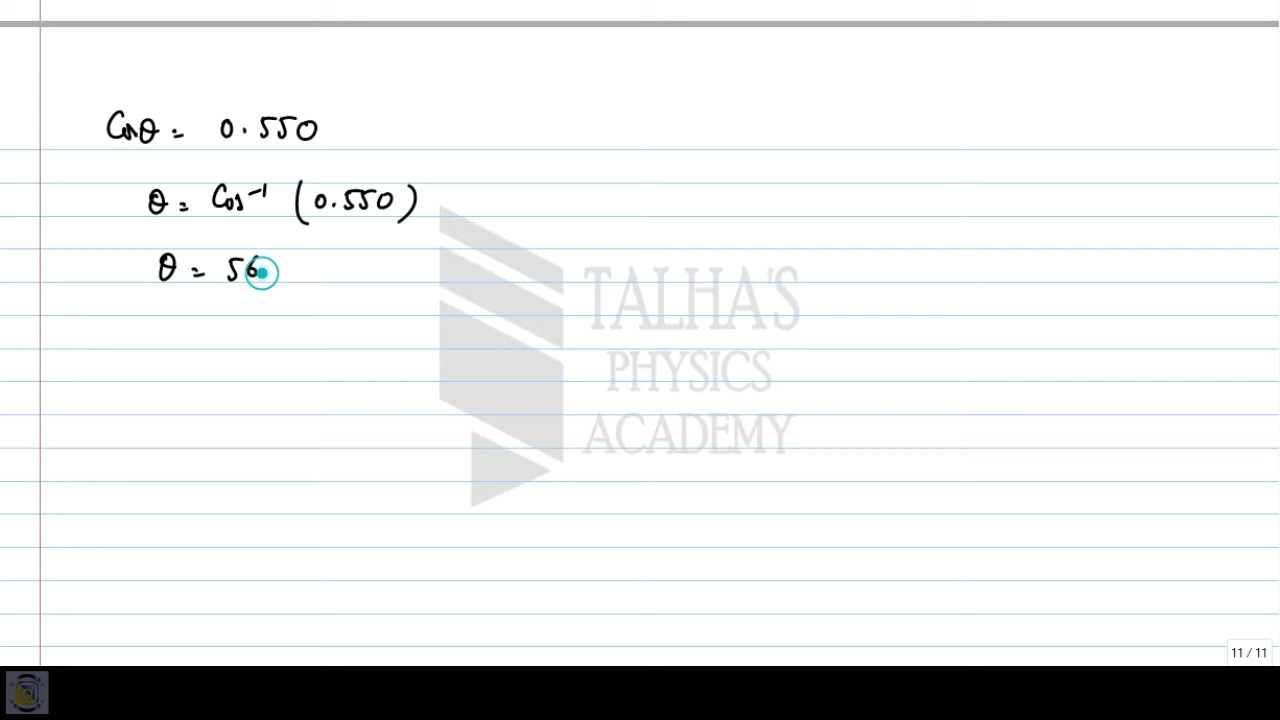 Cosθ = 0.550
θ = Cos⁻¹ (0.550)
θ = 56
TALHA'S
PHYSICS
ACADEMY
11 / 11